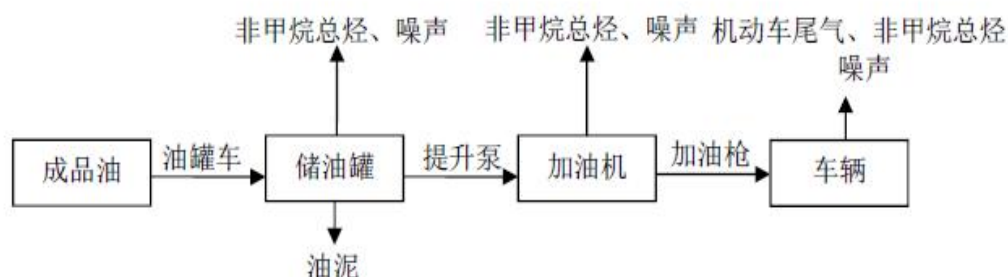 非甲烷总烃、噪声
非甲烷总烃、噪声
机动车尾气、非甲烷总烃
噪声
成品油
油罐车
储油罐
提升泵
加油机
加油枪
车辆
油泥